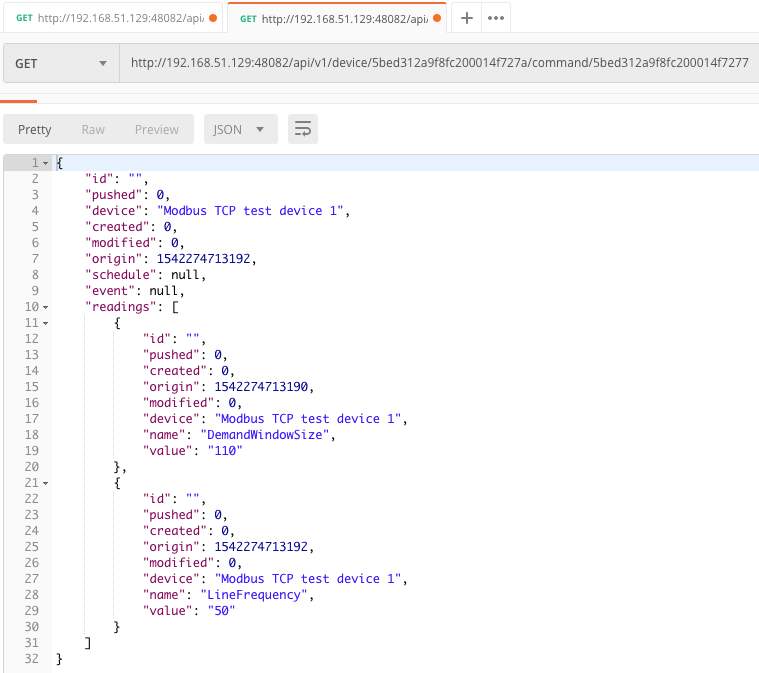 GET http://192.168.51.129:48082/api/ GET http://192.168.51.129:48082/api/
GET http://192.168.51.129:48082/api/v1/device/5bed312a9f8fc200014f727a/command/5bed312a9f8fc200014f7277
Pretty Raw Preview JSON
1 {
2 "id": "",
3 "pushed": 0,
4 "device": "Modbus TCP test device 1",
5 "created": 0,
6 "modified": 0,
7 "origin": 1542274713192,
8 "schedule": null,
9 "event": null,
10 "readings": [
11 {
12 "id": "",
13 "pushed": 0,
14 "created": 0,
15 "origin": 1542274713190,
16 "modified": 0,
17 "device": "Modbus TCP test device 1",
18 "name": "DemandWindowSize",
19 "value": "110"
20 },
21 {
22 "id": "",
23 "pushed": 0,
24 "created": 0,
25 "origin": 1542274713192,
26 "modified": 0,
27 "device": "Modbus TCP test device 1",
28 "name": "LineFrequency",
29 "value": "50"
30 }
31 ]
32 }